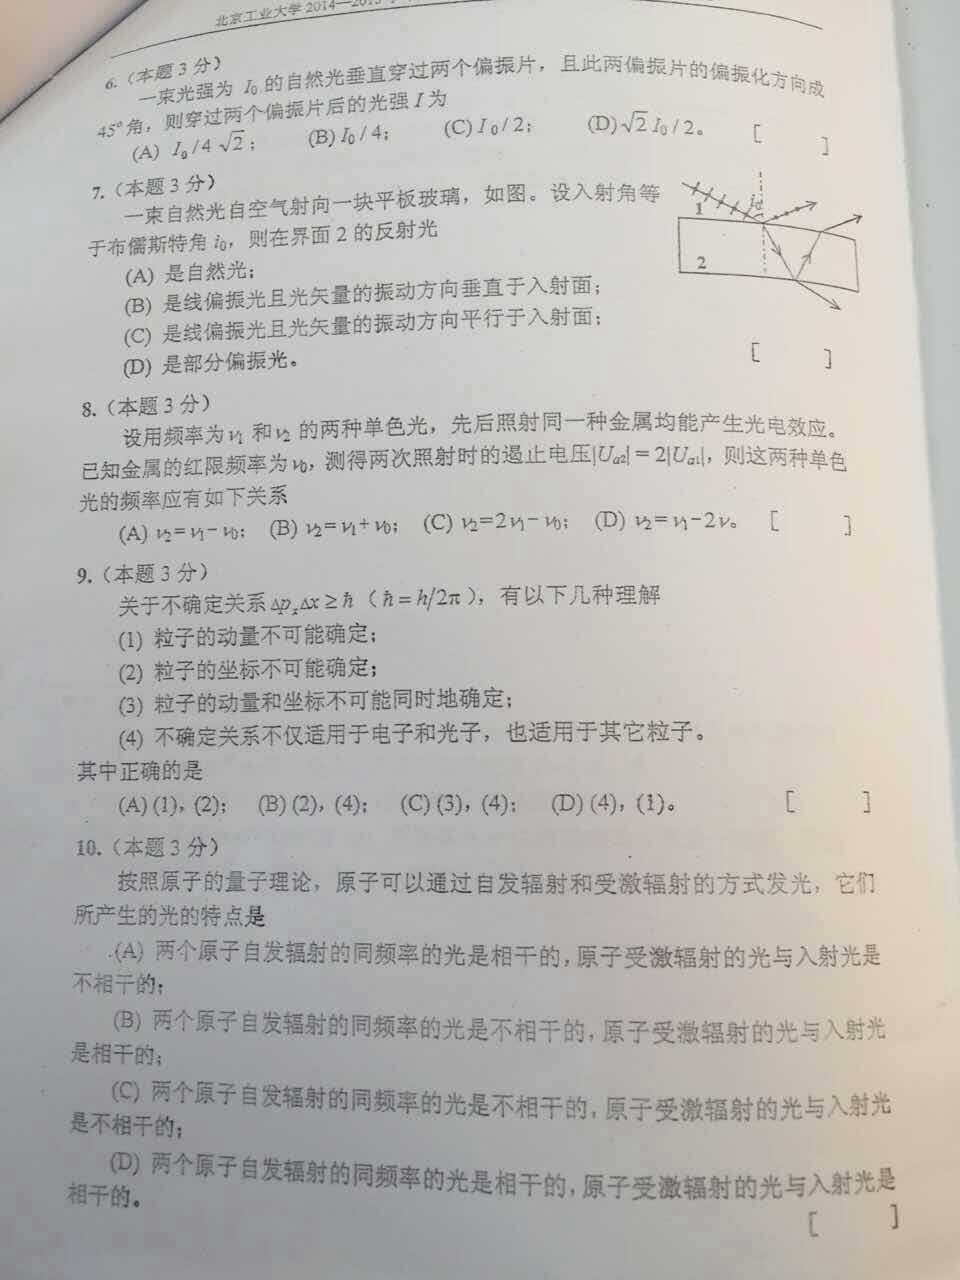 北京工业大学 2014—2015
6.（本题 3 分）
一束光强为 I₀ 的自然光垂直穿过两个偏振片，且此两偏振片的偏振化方向成
45° 角，则穿过两个偏振片后的光强 I 为
(A) I₀/4√2； (B) I₀/4； (C) I₀/2； (D) √2 I₀/2。 [ ]
7.（本题 3 分）
一束自然光自空气射向一块平板玻璃，如图。设入射角等
于布儒斯特角 i₀，则在界面 2 的反射光
(A) 是自然光；
(B) 是线偏振光且光矢量的振动方向垂直于入射面；
(C) 是线偏振光且光矢量的振动方向平行于入射面；
(D) 是部分偏振光。 [ ]
1
i₀
2
8.（本题 3 分）
设用频率为ν₁ 和ν₂ 的两种单色光，先后照射同一种金属均能产生光电效应。
已知金属的红限频率为ν₀，测得两次照射时的遏止电压|Uₐ₂| = 2|Uₐ₁|，则这两种单色
光的频率应有如下关系
(A) ν₂=ν₁−ν₀； (B) ν₂=ν₁+ν₀； (C) ν₂=2ν₁−ν₀； (D) ν₂=ν₁−2ν。 [ ]
9.（本题 3 分）
关于不确定关系 Δpₓ Δx ≥ ħ（ħ = h/2π），有以下几种理解
(1) 粒子的动量不可能确定；
(2) 粒子的坐标不可能确定；
(3) 粒子的动量和坐标不可能同时地确定；
(4) 不确定关系不仅适用于电子和光子，也适用于其它粒子。
其中正确的是
(A) (1)，(2)； (B) (2)，(4)； (C) (3)，(4)； (D) (4)，(1)。 [ ]
10.（本题 3 分）
按照原子的量子理论，原子可以通过自发辐射和受激辐射的方式发光，它们
所产生的光的特点是
(A) 两个原子自发辐射的同频率的光是相干的，原子受激辐射的光与入射光是
不相干的；
(B) 两个原子自发辐射的同频率的光是不相干的，原子受激辐射的光与入射光
是相干的；
(C) 两个原子自发辐射的同频率的光是不相干的，原子受激辐射的光与入射光
是不相干的；
(D) 两个原子自发辐射的同频率的光是相干的，原子受激辐射的光与入射光是
相干的。
[ ]